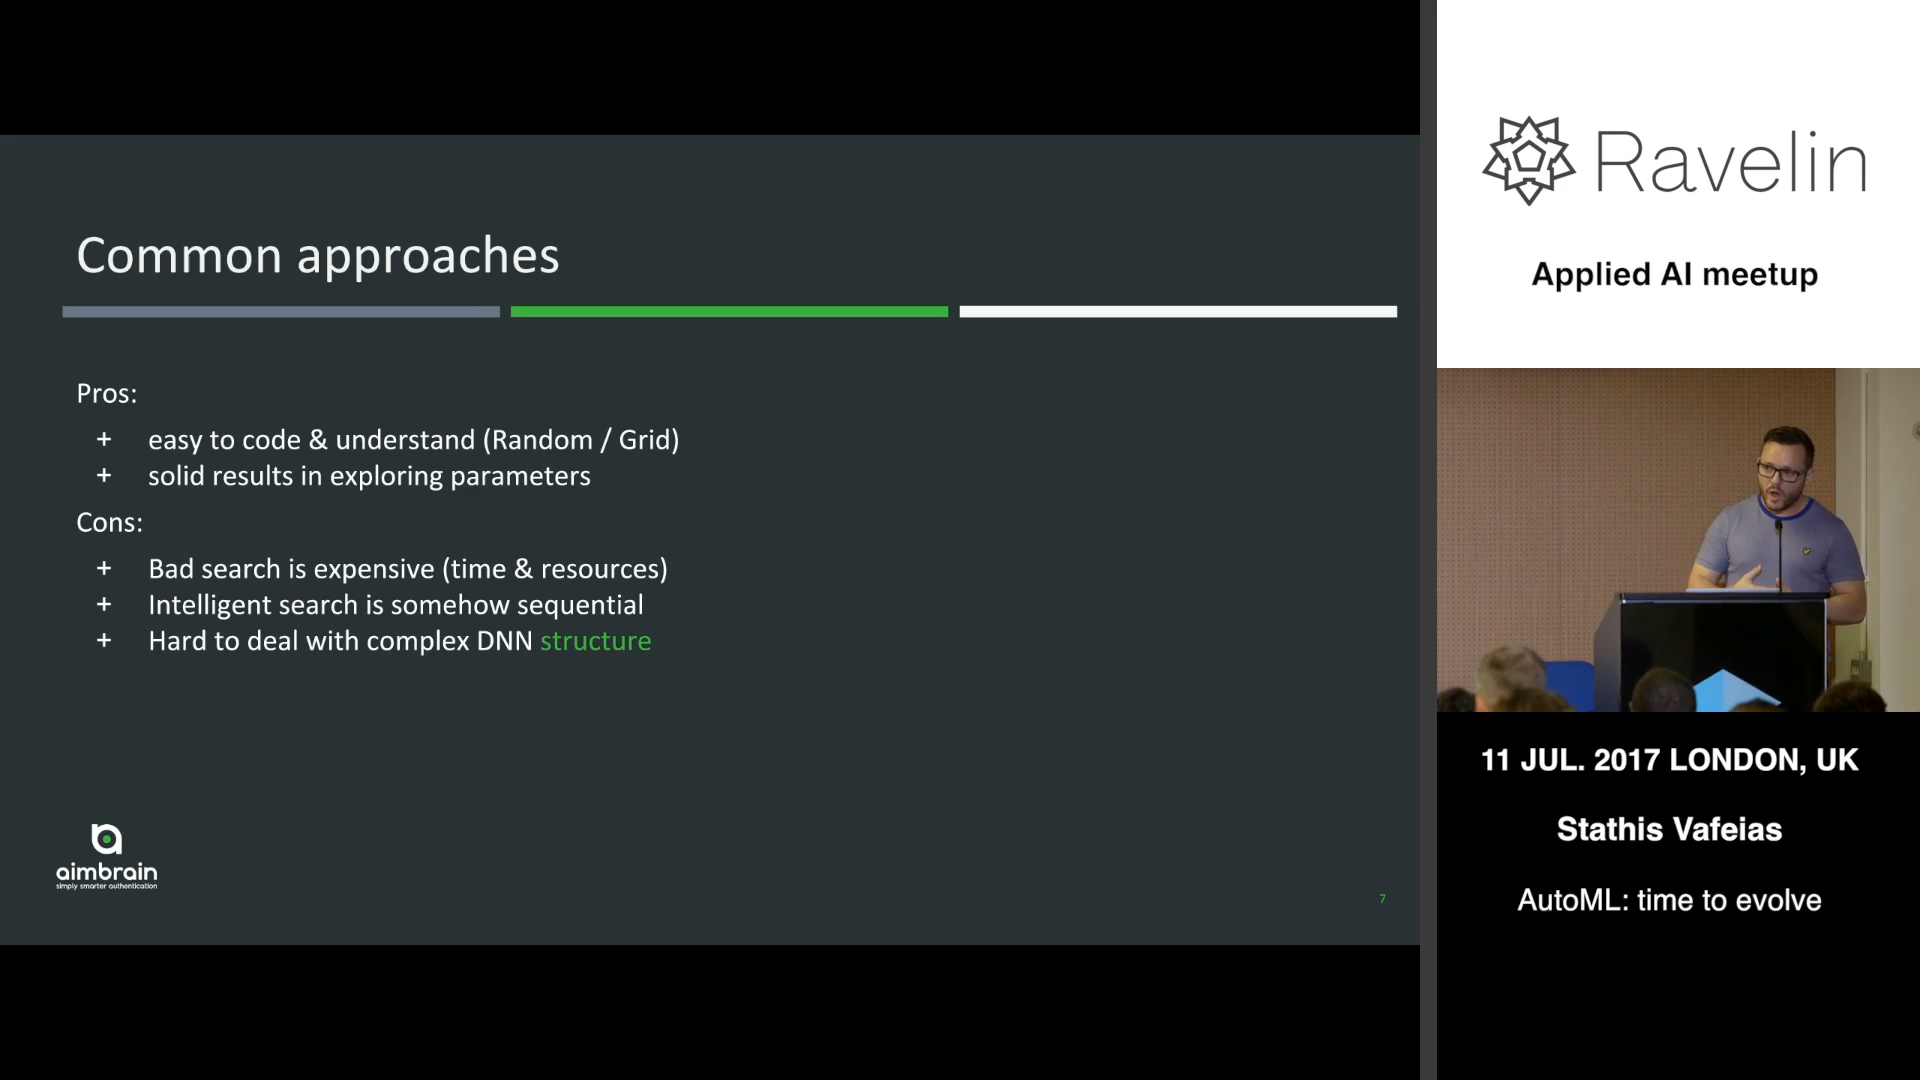 Common approaches
Pros:
+ easy to code & understand (Random / Grid)
+ solid results in exploring parameters
Cons:
+ Bad search is expensive (time & resources)
+ Intelligent search is somehow sequential
+ Hard to deal with complex DNN structure
aimbrain
simply smarter authentication
7
Ravelin
Applied AI meetup
11 JUL. 2017 LONDON, UK
Stathis Vafeias
AutoML: time to evolve